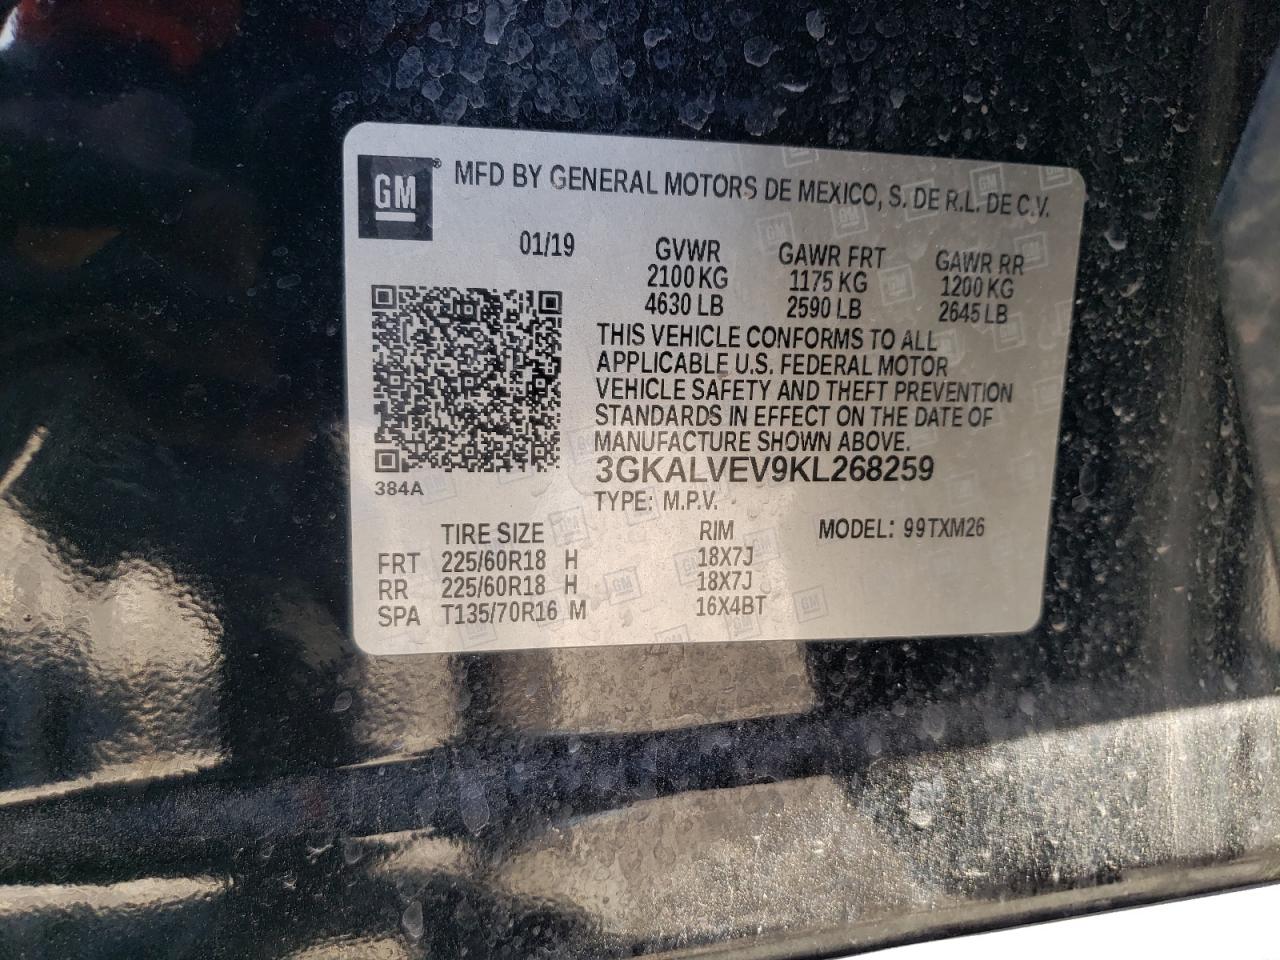 GM® MFD BY GENERAL MOTORS DE MEXICO, S. DE R.L. DE C.V.
01/19 GVWR GAWR FRT GAWR RR
2100 KG 1175 KG 1200 KG
4630 LB 2590 LB 2645 LB
THIS VEHICLE CONFORMS TO ALL
APPLICABLE U.S. FEDERAL MOTOR
VEHICLE SAFETY AND THEFT PREVENTION
STANDARDS IN EFFECT ON THE DATE OF
MANUFACTURE SHOWN ABOVE.
3GKALVEV9KL268259
384A
TYPE: M.P.V.
TIRE SIZE RIM MODEL: 99TXM26
FRT 225/60R18 H 18X7J
RR 225/60R18 H 18X7J
SPA T135/70R16 M 16X4BT